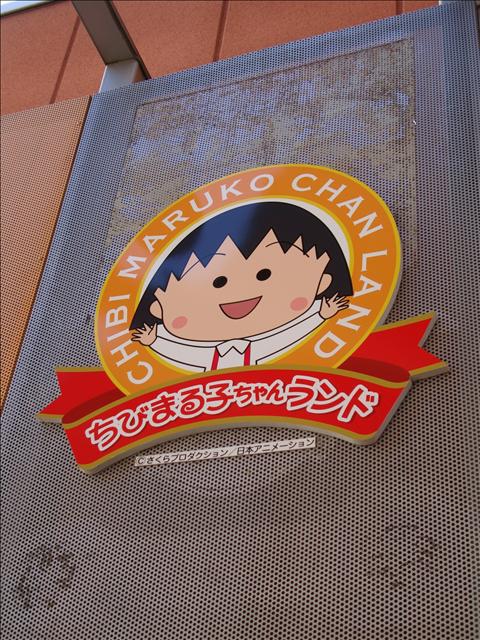 CHIBI MARUKO CHAN LAND
ちびまる子ちゃんランド
Cさくらプロダクション／日本アニメーション